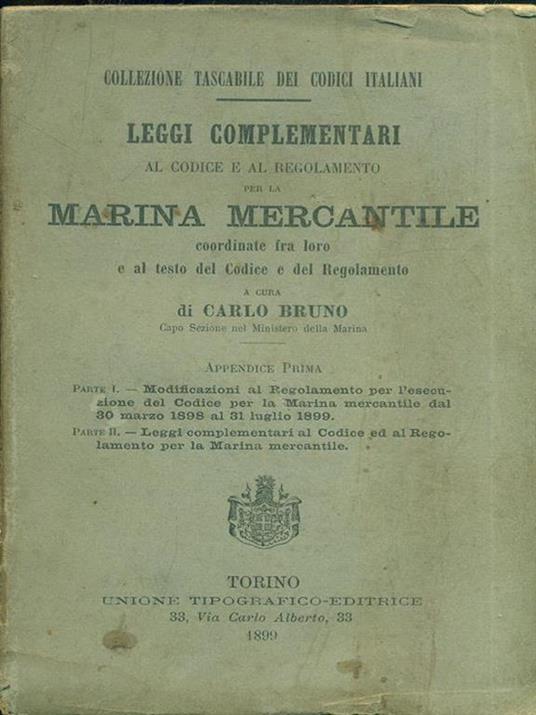 COLLEZIONE TASCABILE DEI CODICI ITALIANI
LEGGI COMPLEMENTARI
AL CODICE E AL REGOLAMENTO
PER LA
MARINA MERCANTILE
coordinate fra loro
e al testo del Codice e del Regolamento
A CURA
di CARLO BRUNO
Capo Sezione nel Ministero della Marina
APPENDICE PRIMA
PARTE I. — Modificazioni al Regolamento per l'esecu-
zione del Codice per la Marina mercantile dal
30 marzo 1898 al 31 luglio 1899.
PARTE II. — Leggi complementari al Codice ed al Rego-
lamento per la Marina mercantile.
TORINO
UNIONE TIPOGRAFICO-EDITRICE
33, Via Carlo Alberto, 33
1899